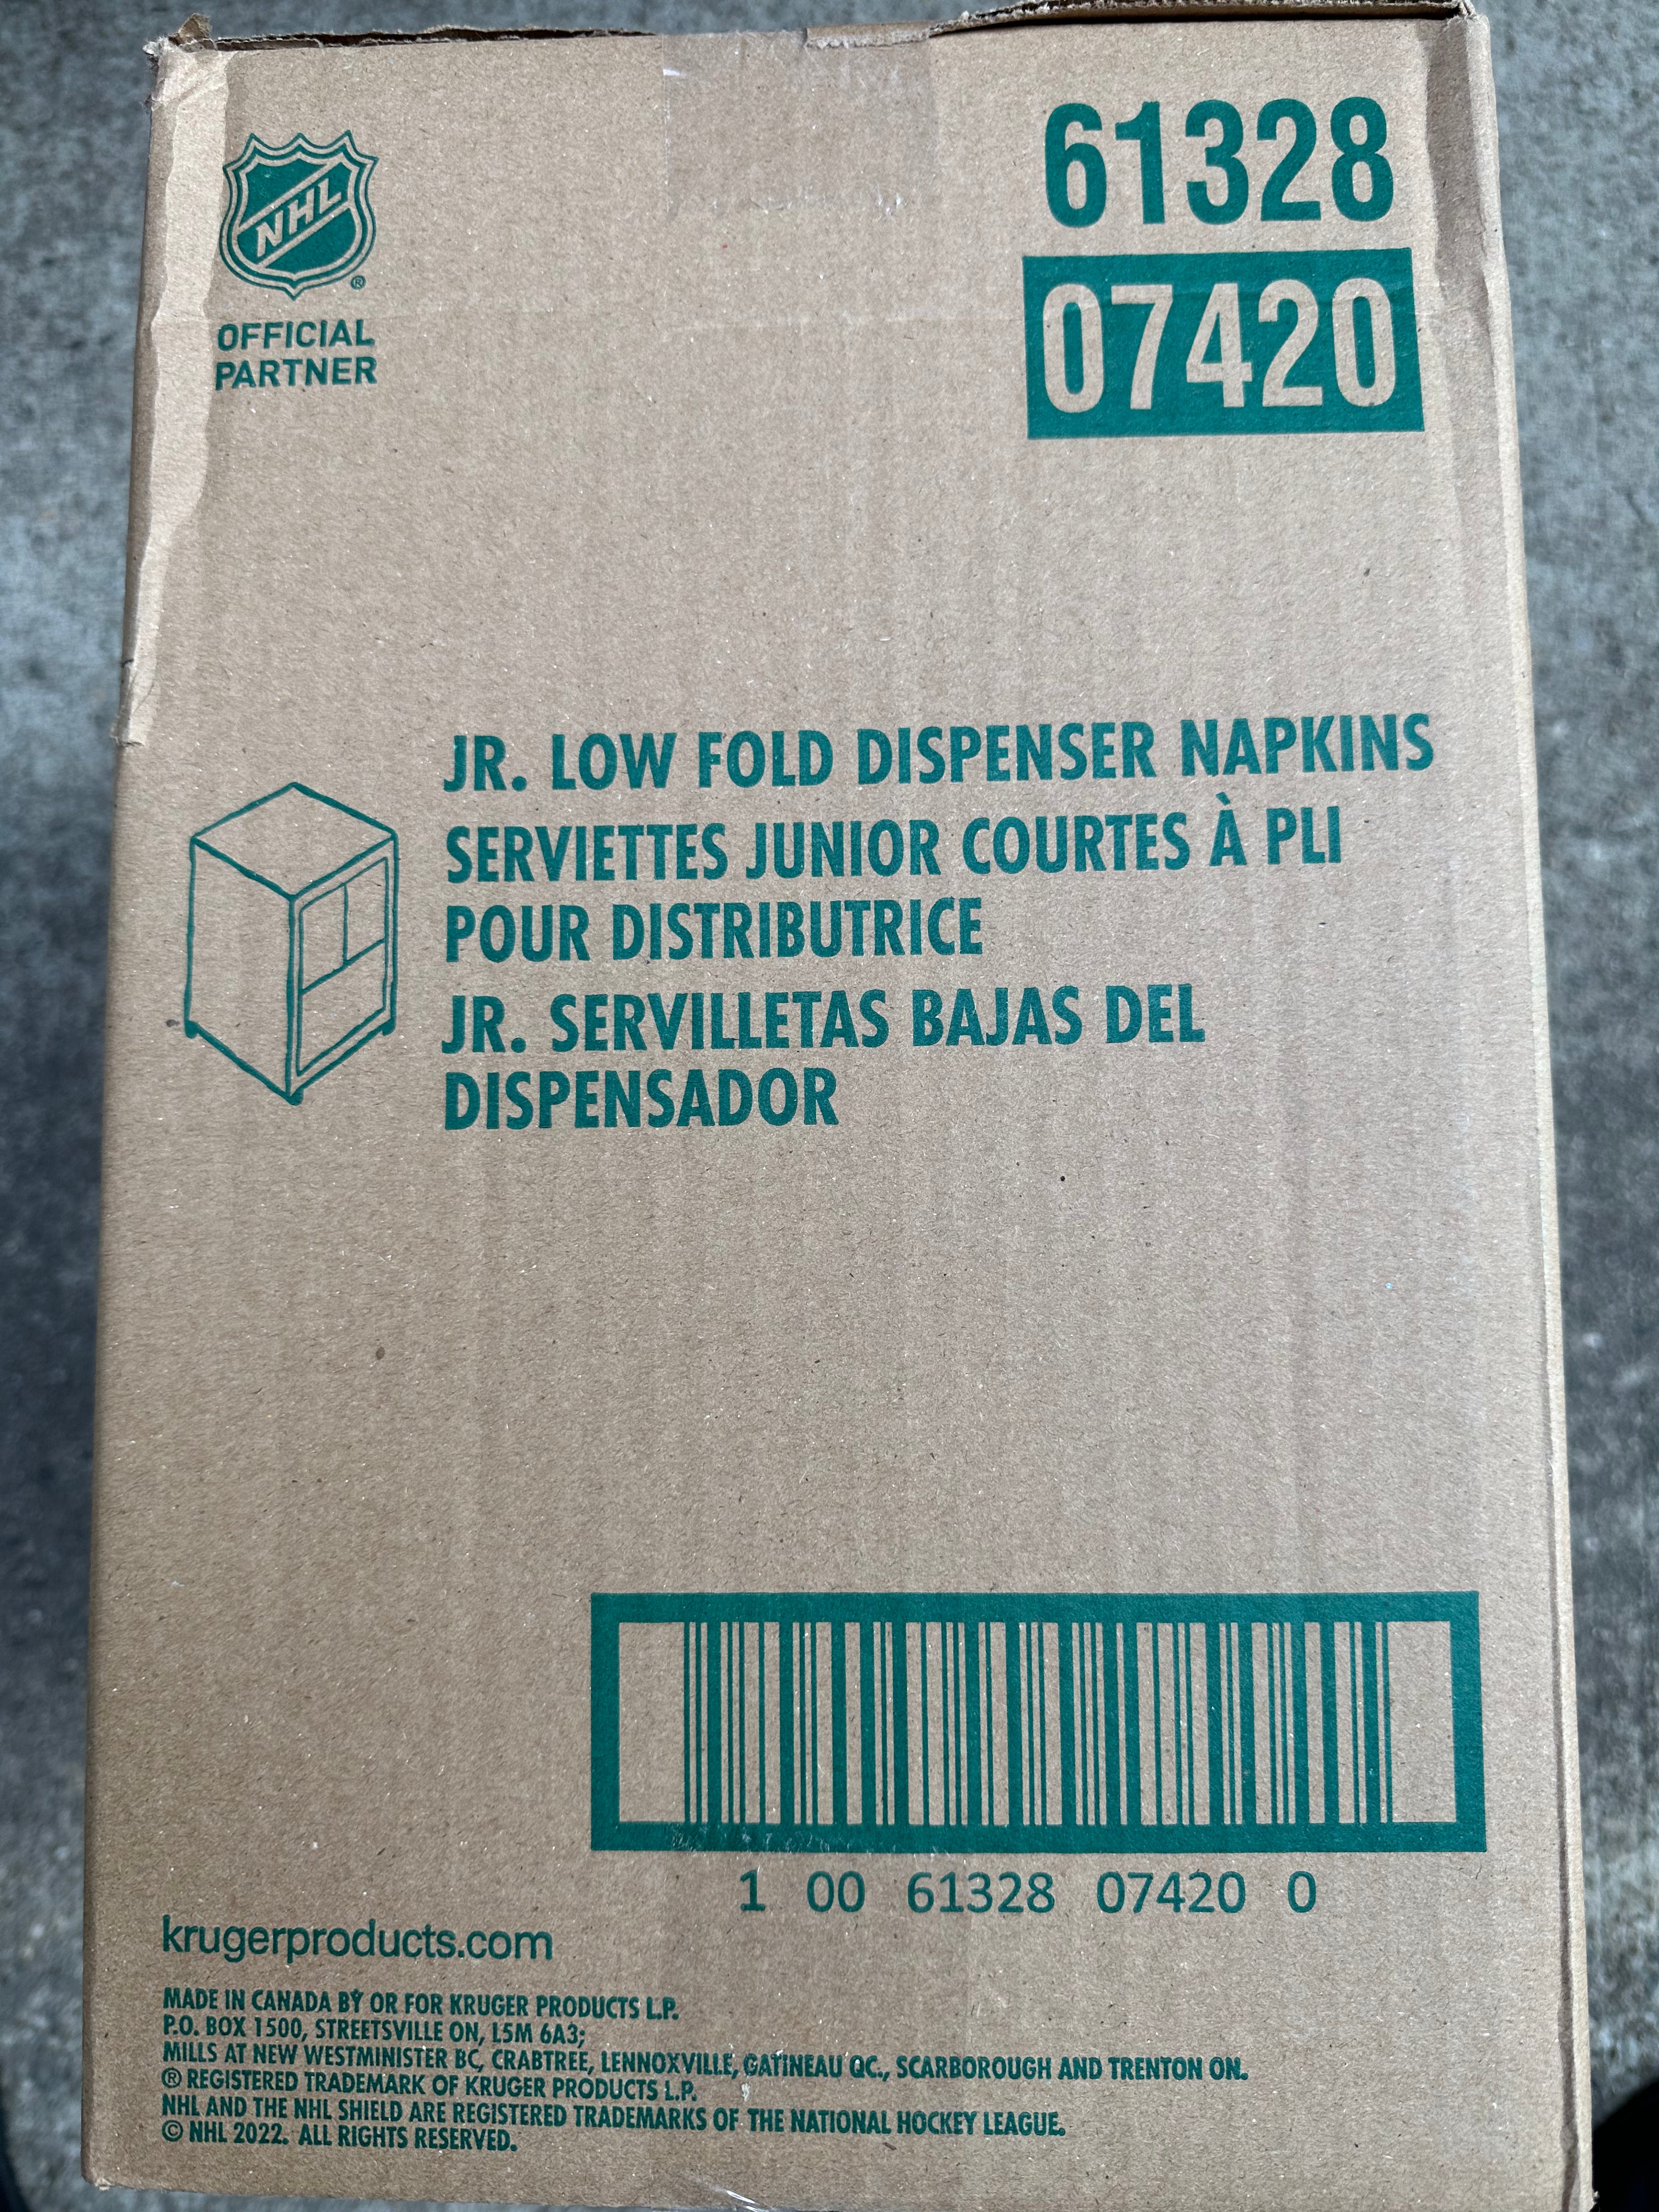 NHL
®
OFFICIAL
PARTNER
61328
07420
JR. LOW FOLD DISPENSER NAPKINS
SERVIETTES JUNIOR COURTES À PLI
POUR DISTRIBUTRICE
JR. SERVILLETAS BAJAS DEL
DISPENSADOR
1 00 61328 07420 0
krugerproducts.com
MADE IN CANADA BY OR FOR KRUGER PRODUCTS L.P.
P.O. BOX 1500, STREETSVILLE ON, L5M 6A3;
MILLS AT NEW WESTMINISTER BC, CRABTREE, LENNOXVILLE, GATINEAU QC., SCARBOROUGH AND TRENTON ON.
® REGISTERED TRADEMARK OF KRUGER PRODUCTS L.P.
NHL AND THE NHL SHIELD ARE REGISTERED TRADEMARKS OF THE NATIONAL HOCKEY LEAGUE.
© NHL 2022. ALL RIGHTS RESERVED.